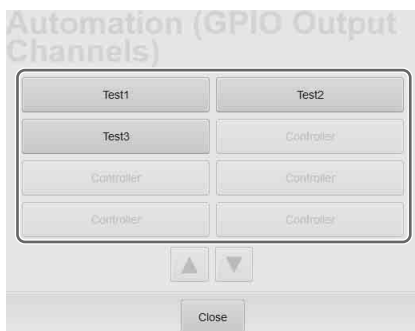 Automation (GPIO Output
Channels)
Test1 Test2
Test3 Controller
Controller Controller
Controller Controller
Close